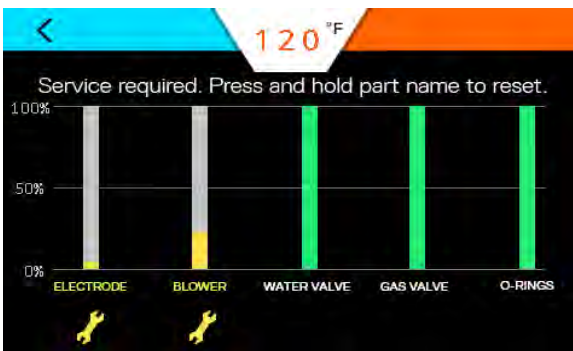 120°F
Service required. Press and hold part name to reset.
100%
50%
0%
ELECTRODE BLOWER WATER VALVE GAS VALVE O-RINGS